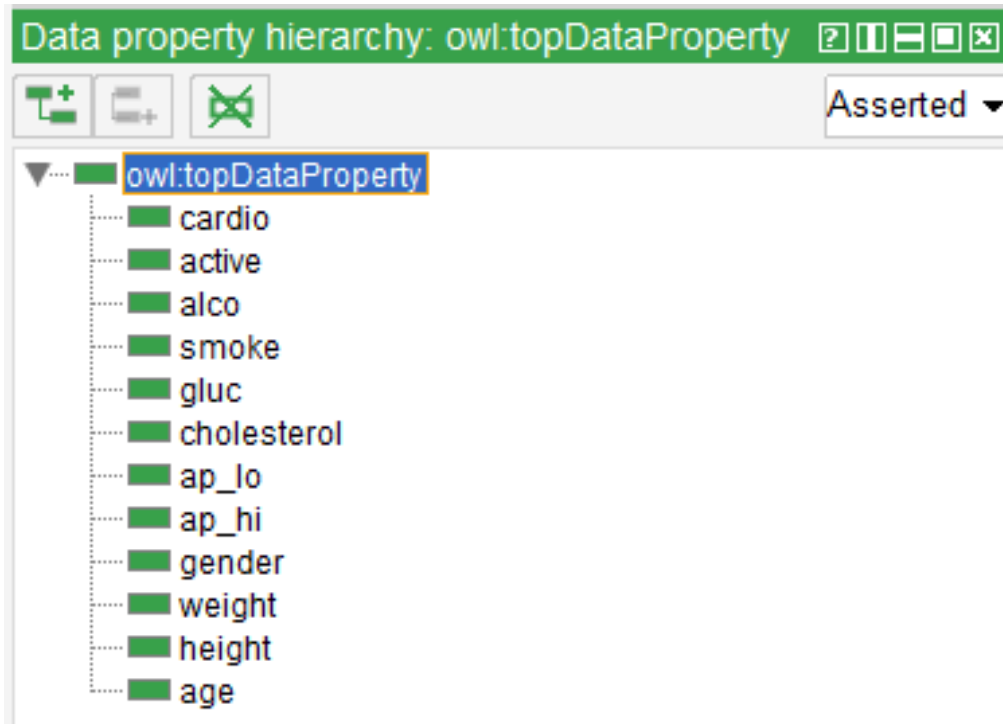 Data property hierarchy: owl:topDataProperty
Asserted
owl:topDataProperty
cardio
active
alco
smoke
gluc
cholesterol
ap_lo
ap_hi
gender
weight
height
age